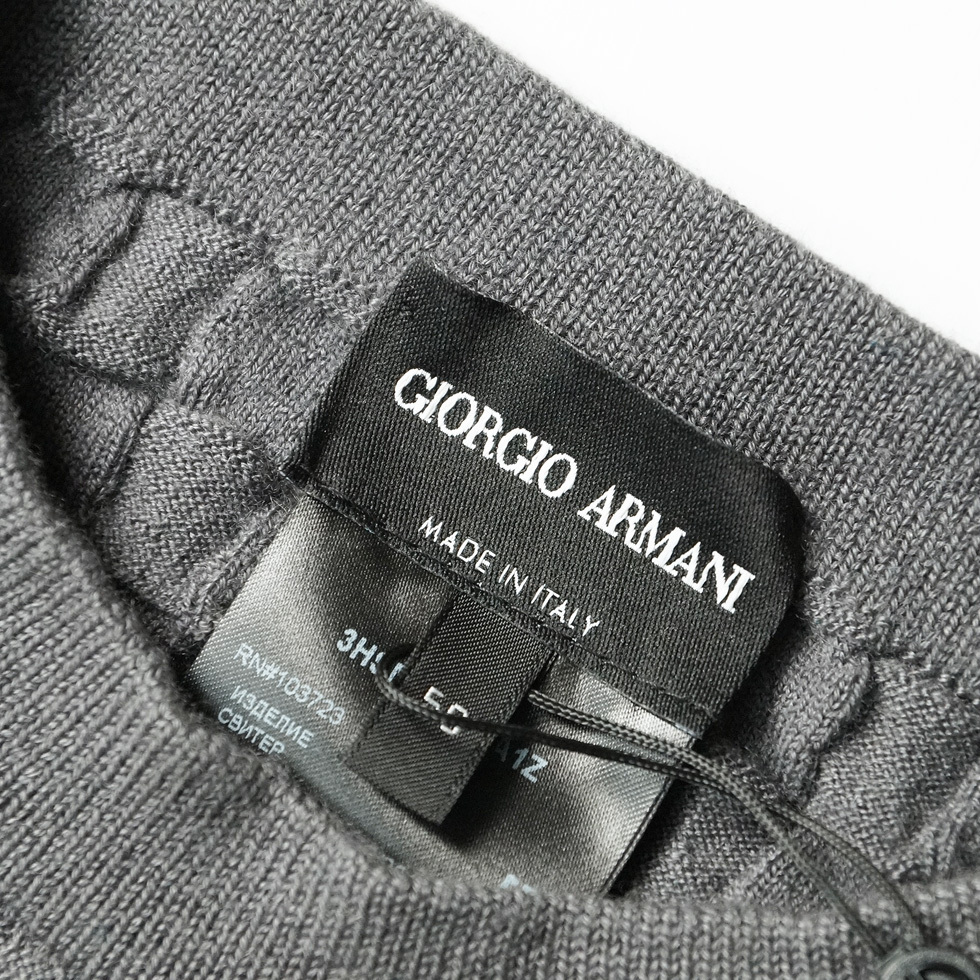 GIORGIO ARMANI
MADE IN ITALY
RN#103723
ИЗДЕЛИЕ
СВИТЕР